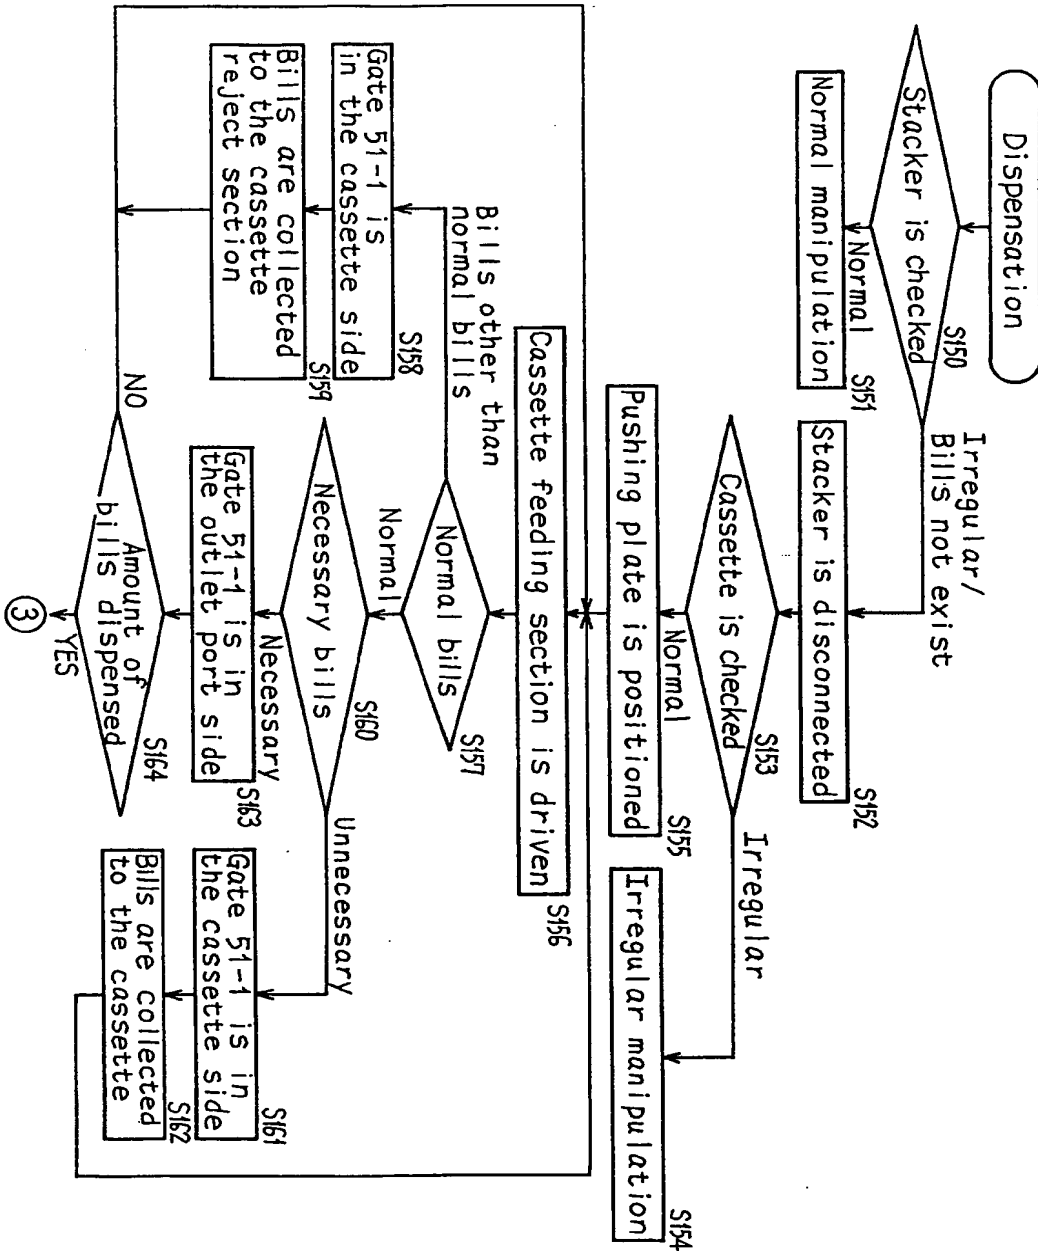 Dispensation
Stacker is checked
S150
Normal
Normal manipulation
S151
Irregular/
Bills not exist
Stacker is disconnected
S152
Cassette is checked
S153
Irregular
Irregular manipulation
S154
Normal
Pushing plate is positioned
S155
Cassette feeding section is driven
S156
Normal bills
S157
Bills other than
normal bills
Gate 51-1 is
in the cassette side
S158
Bills are collected
to the cassette
reject section
S159
Normal
Necessary bills
S160
Unnecessary
Gate 51-1 is in
the cassette side
S161
Bills are collected
to the cassette
S162
Necessary
Gate 51-1 is in
the outlet port side
S163
Amount of
bills dispensed
S164
NO
YES
3